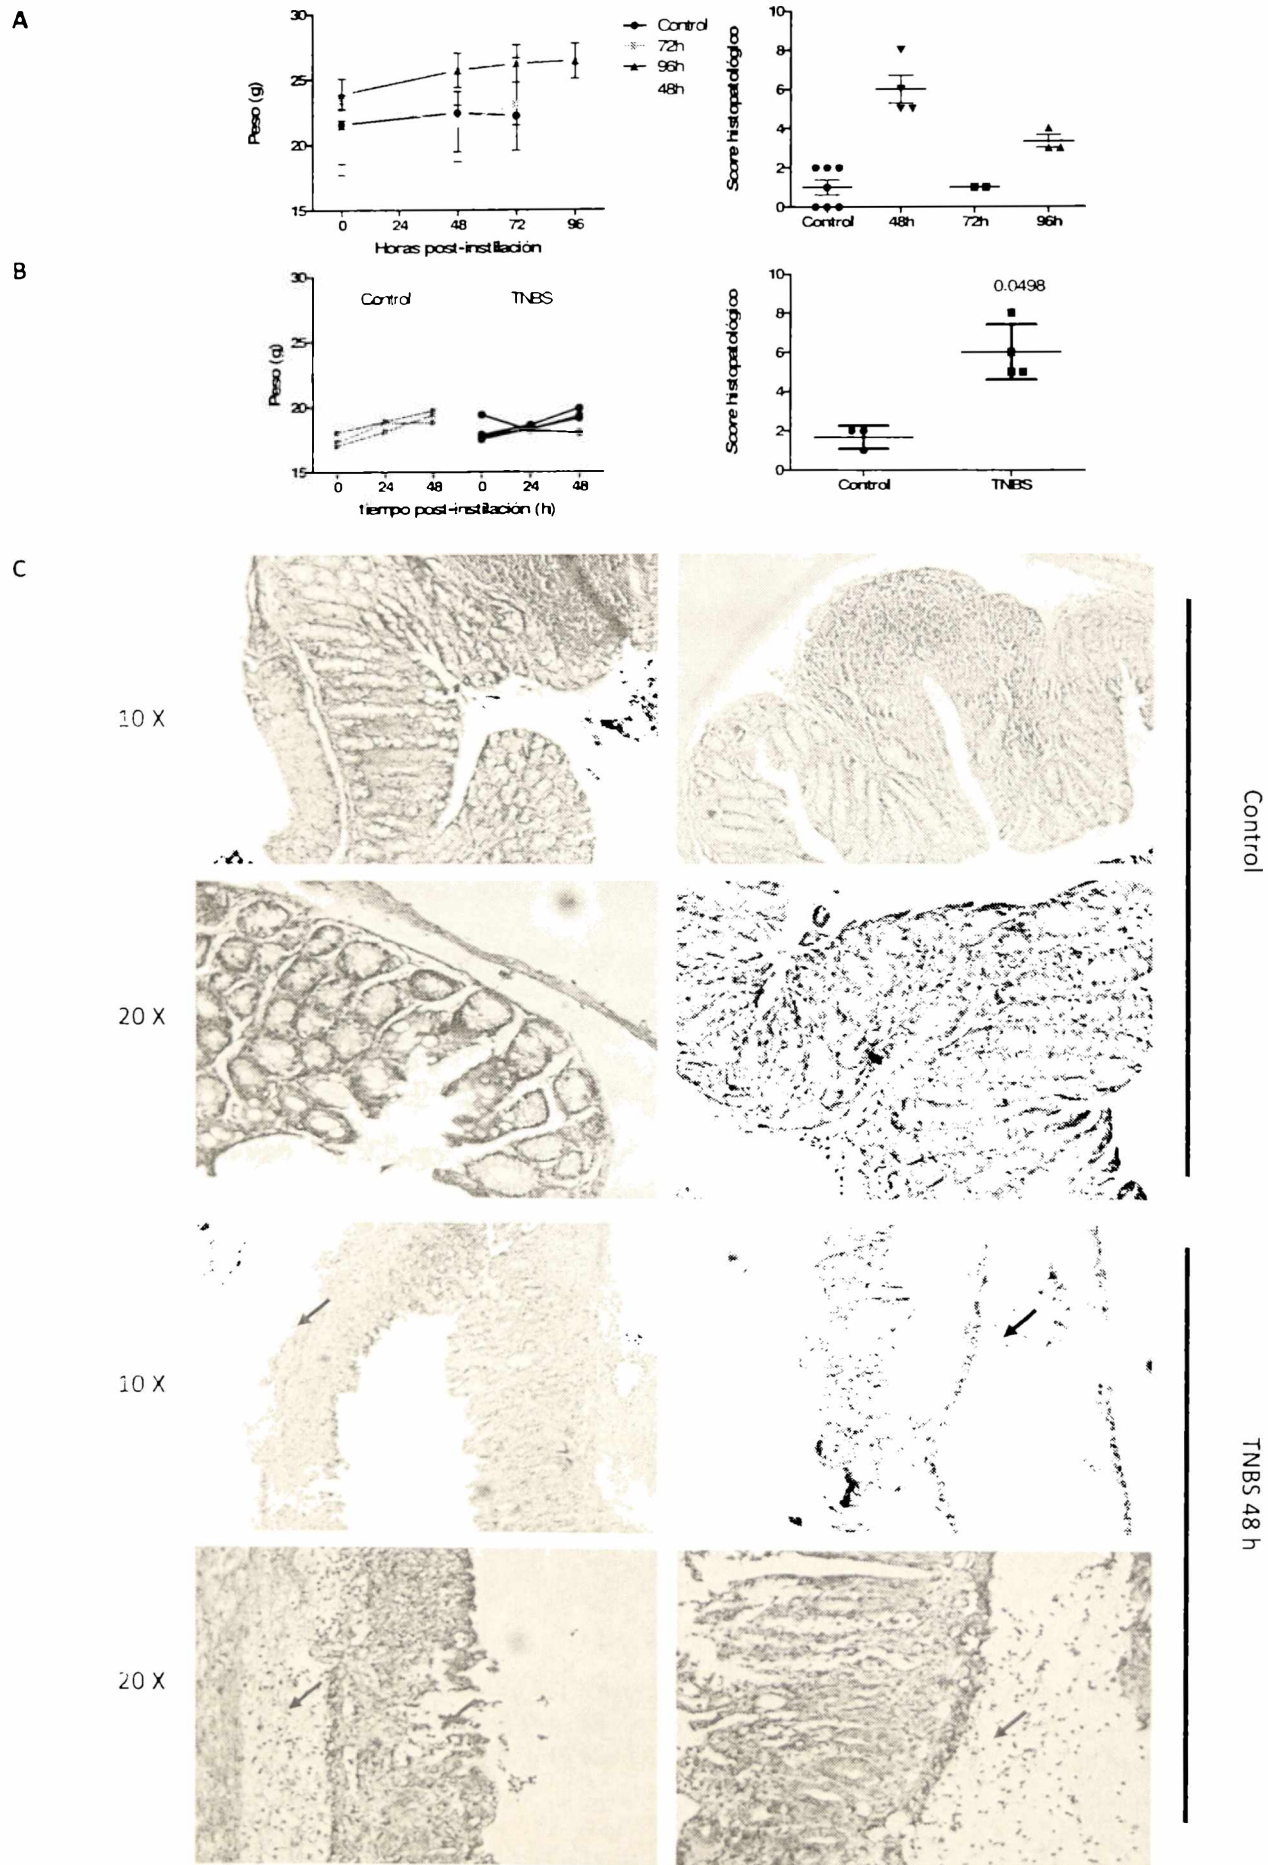 A
30
25
20
15
Peso (g)
0 24 48 72 96
Horas post-instillación
Control
72h
96h
48h
10
8
6
4
2
0
Score histopatológico
Control 48h 72h 96h
B
30
25
20
15
Peso (g)
Control TNBS
0 24 48 0 24 48
tiempo post-instilación (h)
10
8
6
4
2
0
Score histopatológico
0.0498
Control TNBS
C
10 X
20 X
Control
10 X
20 X
TNBS 48 h